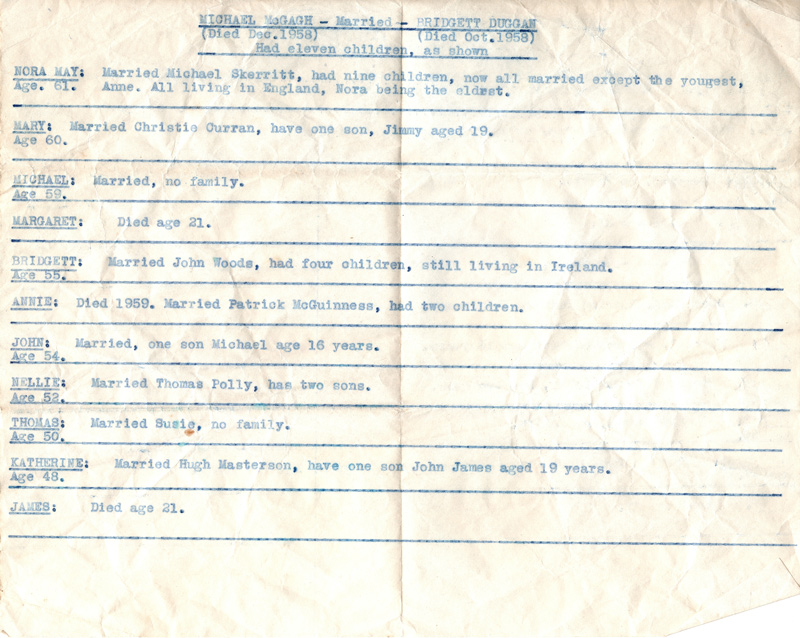 MICHAEL McGAGH - Married - BRIDGETT DUGGAN
(Died Dec.1958) (Died Oct.1958)
Had eleven children, as shown
NORA MAY: Married Michael Skerritt, had nine children, now all married except the yougest,
Age. 61. Anne. All living in England, Nora being the eldest.
MARY: Married Christie Curran, have one son, Jimmy aged 19.
Age 60.
MICHAEL: Married, no family.
Age 59.
MARGARET: Died age 21.
BRIDGETT: Married John Woods, had four children, still living in Ireland.
Age 55.
ANNIE: Died 1959. Married Patrick McGuinness, had two children.
JOHN: Married, one son Michael age 16 years.
Age 54.
NELLIE: Married Thomas Polly, has two sons.
Age 52.
THOMAS: Married Susie, no family.
Age 50.
KATHERINE: Married Hugh Masterson, have one son John James aged 19 years.
Age 48.
JAMES: Died age 21.